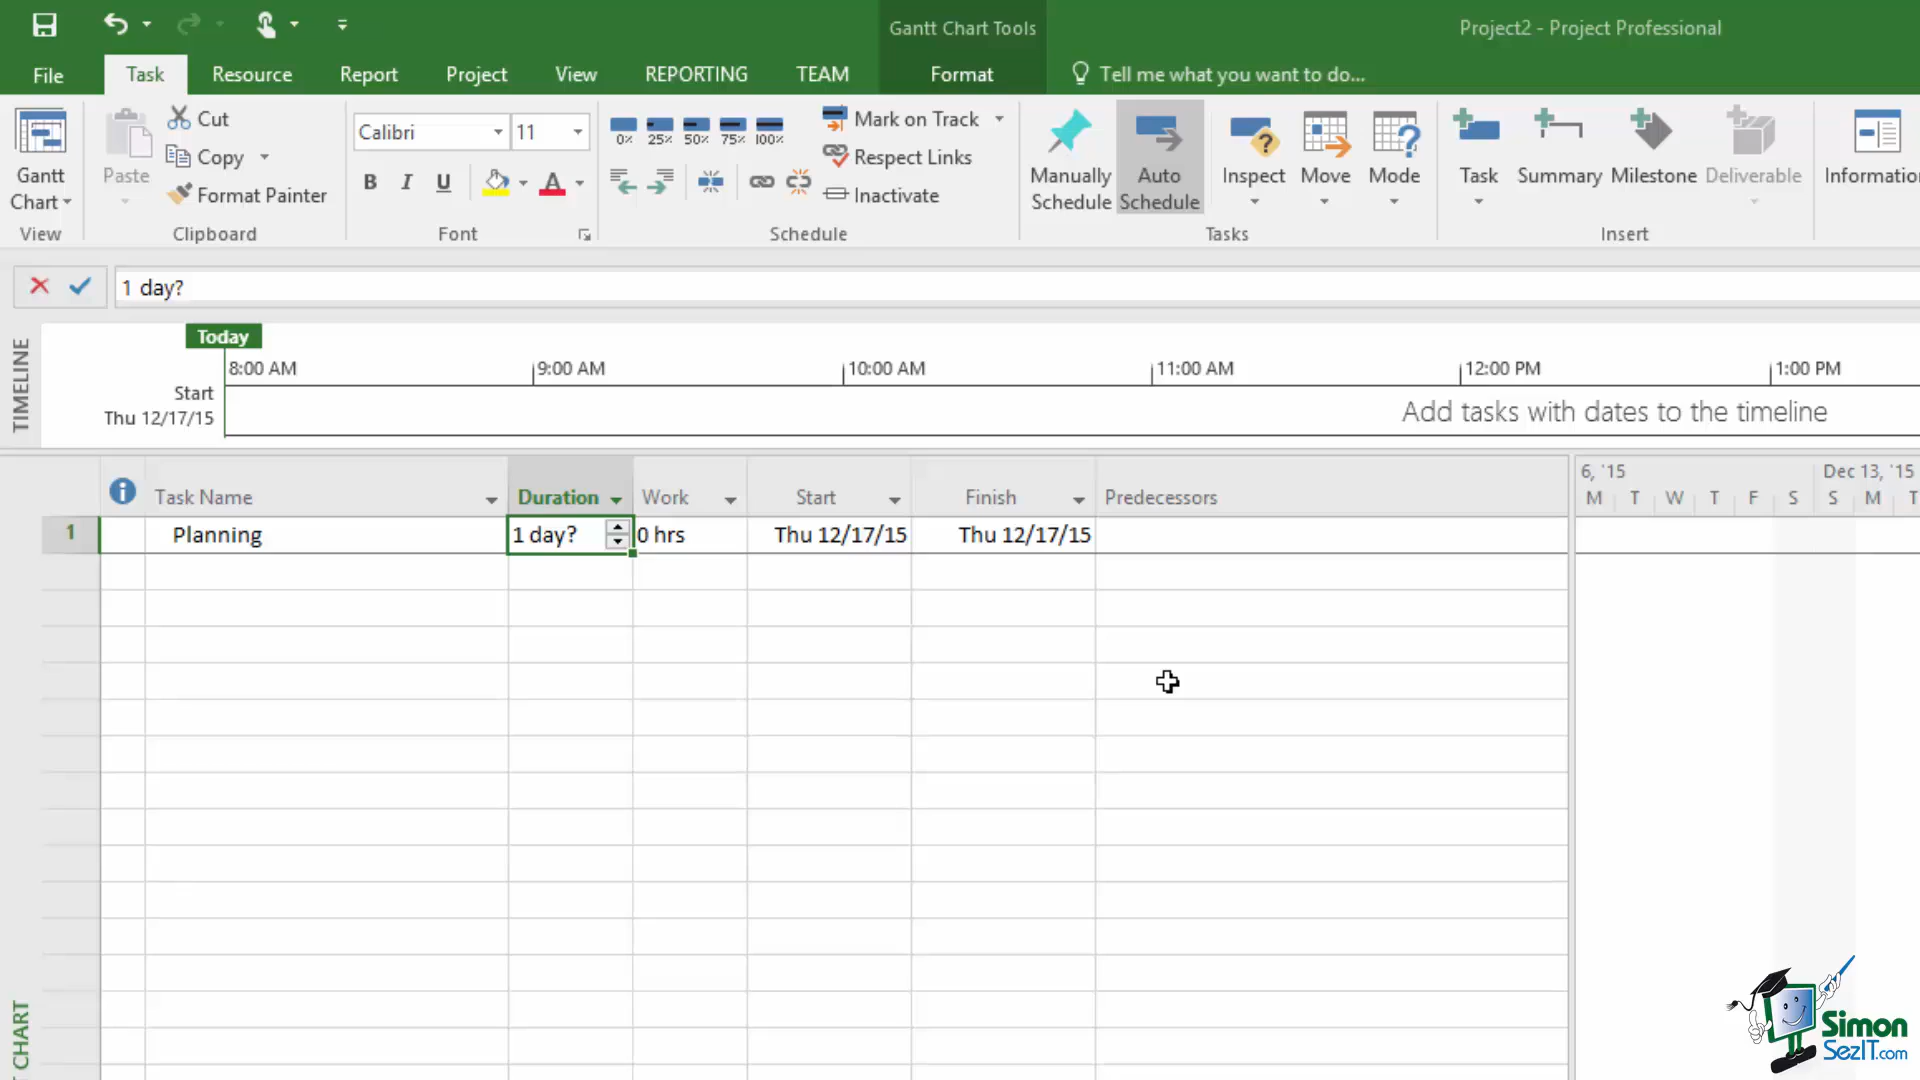 Gantt Chart Tools
Project2 - Project Professional
File Task Resource Report Project View REPORTING TEAM Format Tell me what you want to do...
Gantt Chart
View
Paste
Cut
Copy
Format Painter
Clipboard
Calibri 11
B I U A
Font
0% 25% 50% 75% 100%
Mark on Track
Respect Links
Inactivate
Schedule
Manually Schedule
Auto Schedule
Inspect
Move
Mode
Tasks
Task
Summary
Milestone
Deliverable
Insert
Informatio
1 day?
TIMELINE
Today
8:00 AM 9:00 AM 10:00 AM 11:00 AM 12:00 PM 1:00 PM
Start
Thu 12/17/15
Add tasks with dates to the timeline
Task Name Duration Work Start Finish Predecessors
6, '15 Dec 13, '15
M T W T F S S M T
1 Planning 1 day? 0 hrs Thu 12/17/15 Thu 12/17/15
CHART
Simon
SezIT.com